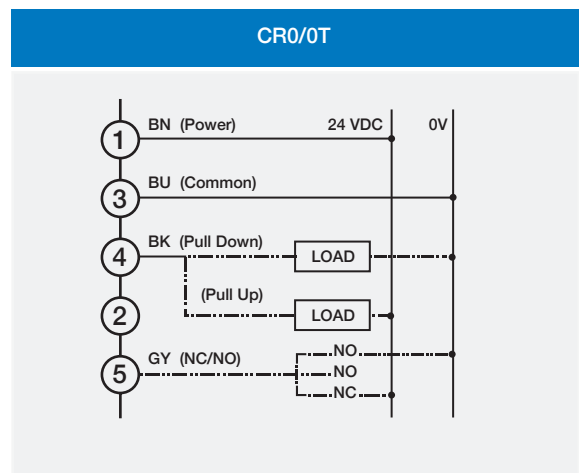 CR0/0T
1 BN (Power) 24 VDC 0V
3 BU (Common)
4 BK (Pull Down) LOAD
(Pull Up)
2 LOAD
NO
5 GY (NC/NO) NO
NC